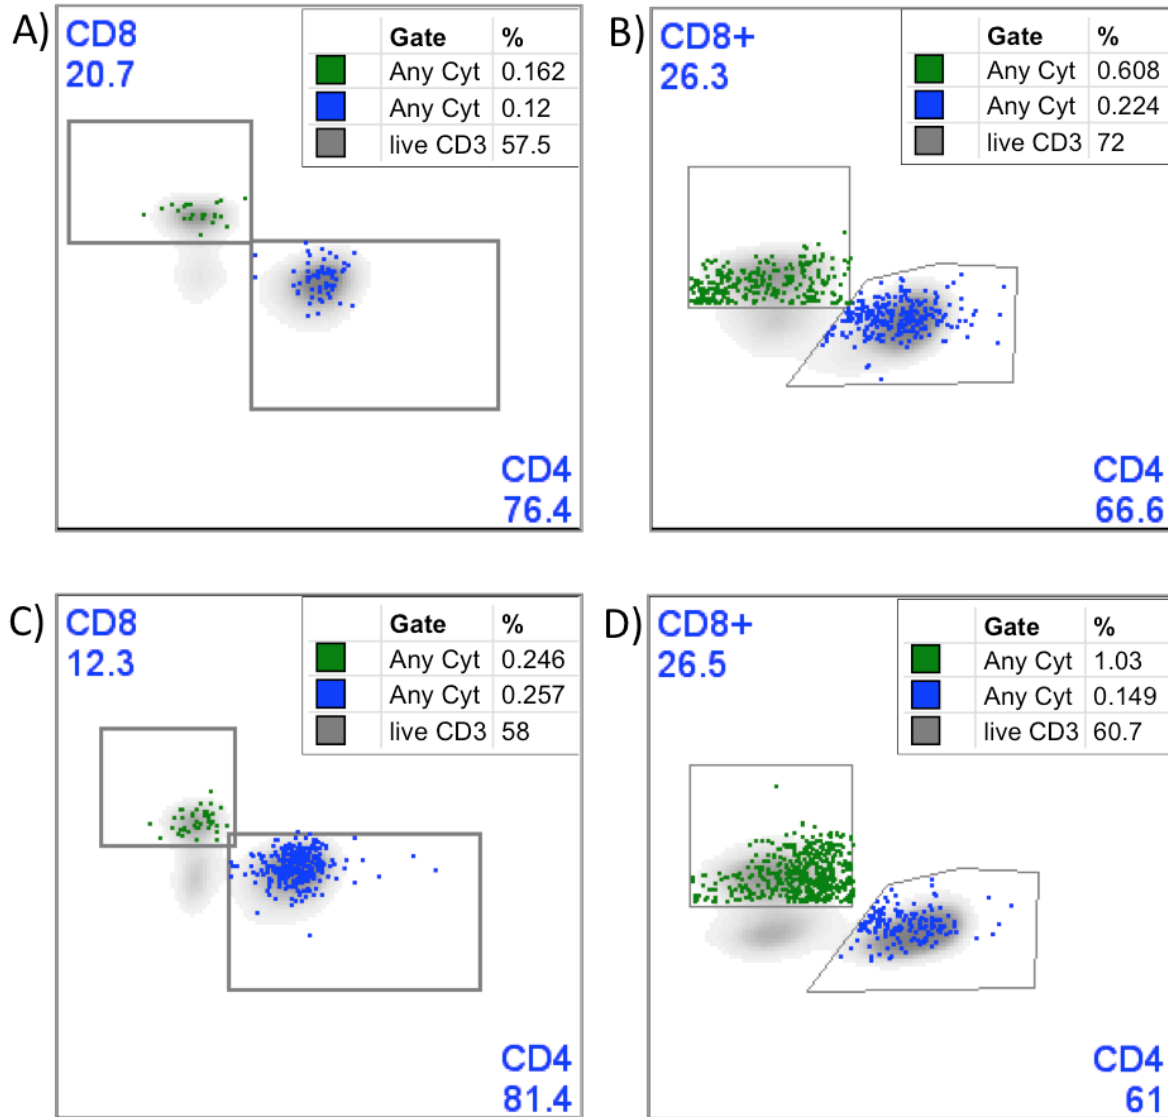 A)
CD8
20.7
Gate %
Any Cyt 0.162
Any Cyt 0.12
live CD3 57.5
CD4
76.4
B)
CD8+
26.3
Gate %
Any Cyt 0.608
Any Cyt 0.224
live CD3 72
CD4
66.6
C)
CD8
12.3
Gate %
Any Cyt 0.246
Any Cyt 0.257
live CD3 58
CD4
81.4
D)
CD8+
26.5
Gate %
Any Cyt 1.03
Any Cyt 0.149
live CD3 60.7
CD4
61